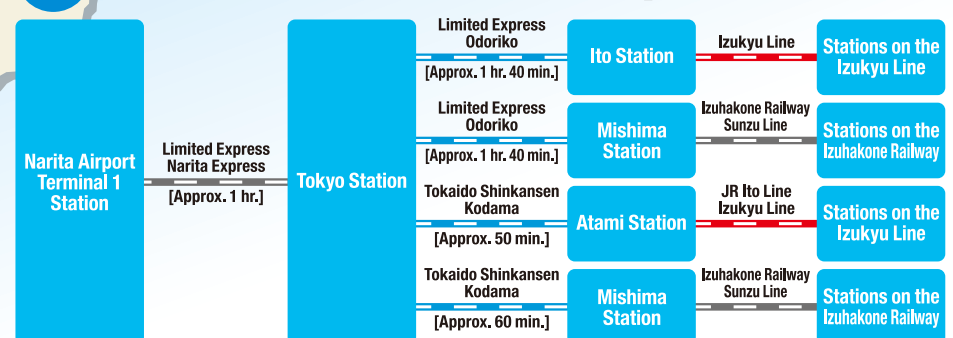 Narita Airport
Terminal 1
Station
Limited Express
Narita Express
[Approx. 1 hr.]
Tokyo Station
Limited Express
Odoriko
[Approx. 1 hr. 40 min.]
Ito Station
Izukyu Line
Stations on the
Izukyu Line
Limited Express
Odoriko
[Approx. 1 hr. 40 min.]
Mishima
Station
Izuhakone Railway
Sunzu Line
Stations on the
Izuhakone Railway
Tokaido Shinkansen
Kodama
[Approx. 50 min.]
Atami Station
JR Ito Line
Izukyu Line
Stations on the
Izukyu Line
Tokaido Shinkansen
Kodama
[Approx. 60 min.]
Mishima
Station
Izuhakone Railway
Sunzu Line
Stations on the
Izuhakone Railway